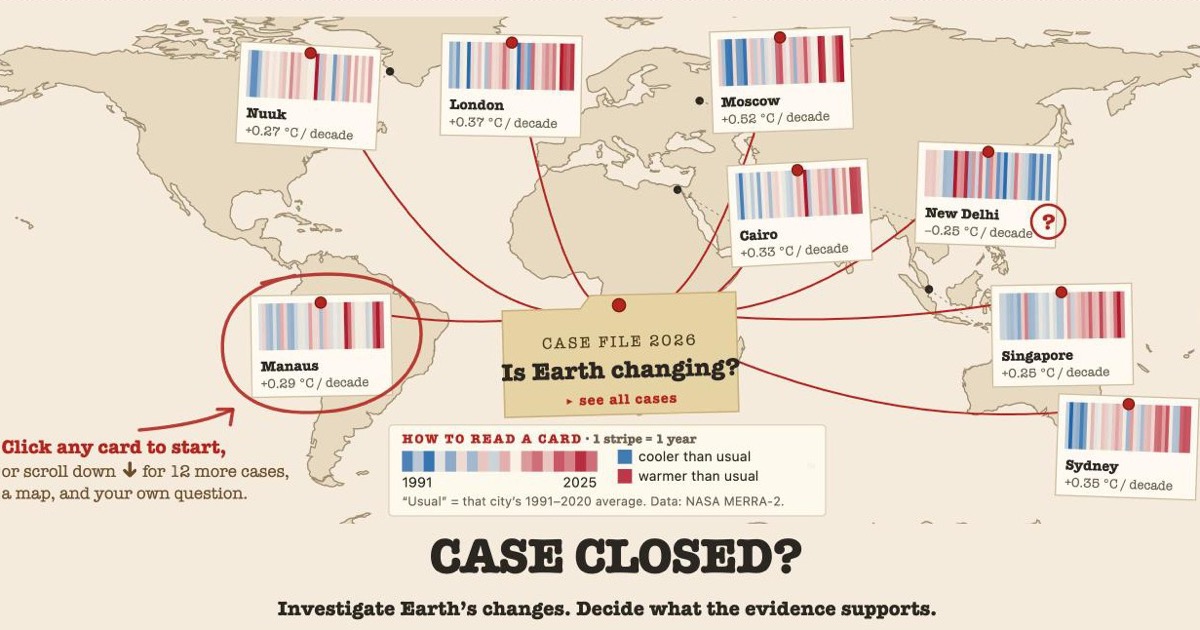 Nuuk
+0.27 °C / decade
London
+0.37 °C / decade
Moscow
+0.52 °C / decade
Cairo
+0.33 °C / decade
New Delhi
−0.25 °C / decade
?
Manaus
+0.29 °C / decade
Singapore
+0.25 °C / decade
Sydney
+0.35 °C / decade
CASE FILE 2026
Is Earth changing?
▸ see all cases
Click any card to start,
or scroll down ↓ for 12 more cases,
a map, and your own question.
HOW TO READ A CARD · 1 stripe = 1 year
cooler than usual
warmer than usual
1991 2025
“Usual” = that city’s 1991–2020 average. Data: NASA MERRA-2.
CASE CLOSED?
Investigate Earth’s changes. Decide what the evidence supports.